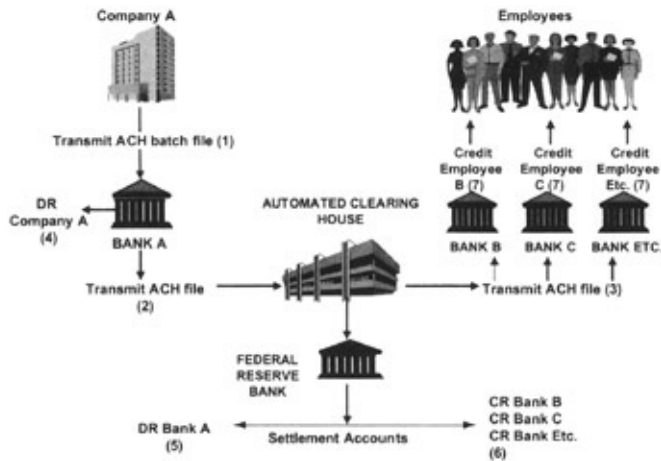 Company A
Employees
Transmit ACH batch file (1)
Credit
Employee
B (7)
Credit
Employee
C (7)
Credit
Employee
Etc. (7)
DR
Company A
(4)
BANK A
AUTOMATED CLEARING
HOUSE
BANK B
BANK C
BANK ETC.
Transmit ACH file
(2)
Transmit ACH file (3)
FEDERAL
RESERVE
BANK
DR Bank A
(5)
Settlement Accounts
CR Bank B
CR Bank C
CR Bank Etc.
(6)